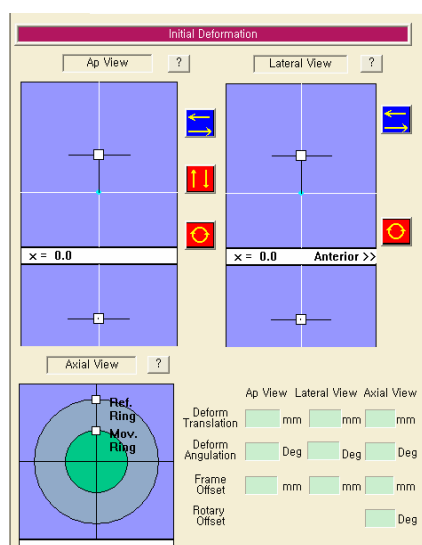 Initial Deformation
Ap View ? Lateral View ?
x = 0.0 x = 0.0 Anterior >>
Axial View ?
Ref.
Ring
Mov.
Ring
Ap View Lateral View Axial View
Deform
Translation mm mm mm
Deform
Angulation Deg Deg Deg
Frame
Offset mm mm mm
Rotary
Offset Deg